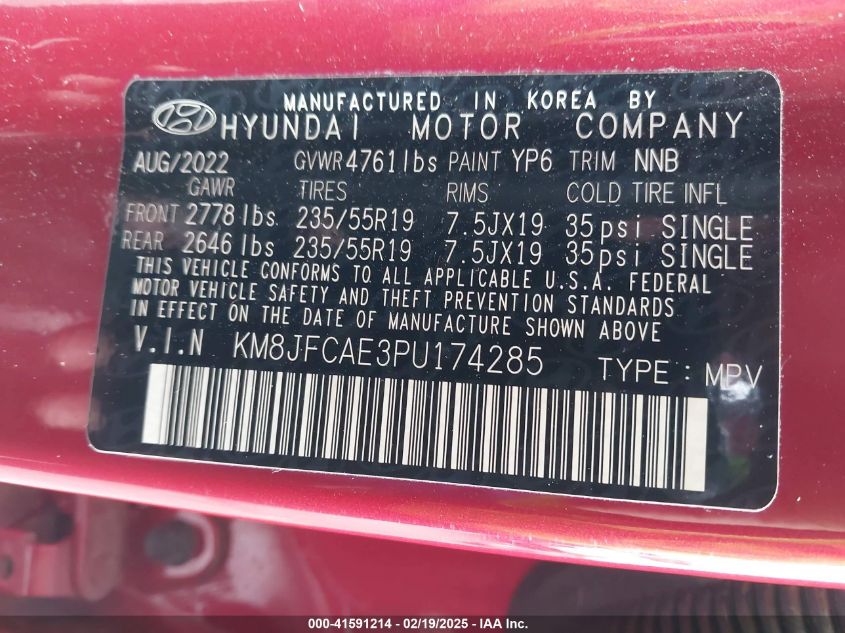 MANUFACTURED IN KOREA BY
HYUNDAI MOTOR COMPANY
AUG/2022 GVWR 4761lbs PAINT YP6 TRIM NNB
GAWR TIRES RIMS COLD TIRE INFL
FRONT 2778 lbs 235/55R19 7.5JX19 35psi SINGLE
REAR 2646 lbs 235/55R19 7.5JX19 35psi SINGLE
THIS VEHICLE CONFORMS TO ALL APPLICABLE U.S.A. FEDERAL
MOTOR VEHICLE SAFETY AND THEFT PREVENTION STANDARDS
IN EFFECT ON THE DATE OF MANUFACTURE SHOWN ABOVE
V.I.N KM8JFCAE3PU174285 TYPE : MPV
000-41591214 - 02/19/2025 - IAA Inc.